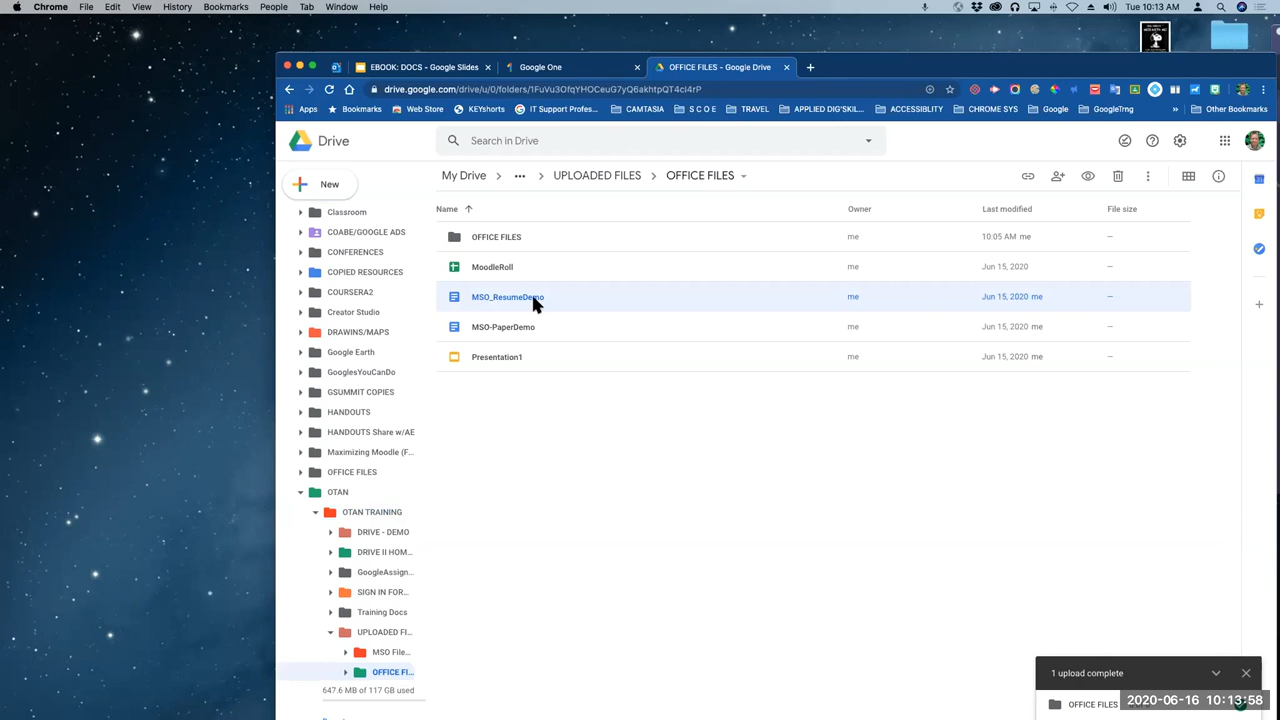 Chrome File Edit View History Bookmarks People Tab Window Help Tue 10:13 AM
EBOOK: DOCS - Google Slides × Google One × OFFICE FILES - Google Drive × +
drive.google.com/drive/u/0/folders/1FuVu3OfqYHOCeuG7yQ6akhtpQT4cI4rP
Apps Bookmarks Web Store KEYshorts IT Support Profes... CAMTASIA S C O E TRAVEL APPLIED DIG'SKIL... ACCESSIBLITY CHROME SYS Google GoogleTrng » Other Bookmarks
Drive Search in Drive
New My Drive > ... > UPLOADED FILES > OFFICE FILES
Name Owner Last modified File size
OFFICE FILES me 10:05 AM me –
MoodleRoll me Jun 15, 2020 –
MSO_ResumeDemo me Jun 15, 2020 me –
MSO-PaperDemo me Jun 15, 2020 me –
Presentation1 me Jun 15, 2020 me –
Classroom
COABE/GOOGLE ADS
CONFERENCES
COPIED RESOURCES
COURSERA2
Creator Studio
DRAWINS/MAPS
Google Earth
GooglesYouCanDo
GSUMMIT COPIES
HANDOUTS
HANDOUTS Share w/AE
Maximizing Moodle (F...
OFFICE FILES
OTAN
OTAN TRAINING
DRIVE - DEMO
DRIVE II HOM...
GoogleAssign...
SIGN IN FOR...
Training Docs
UPLOADED FI...
MSO File...
OFFICE FI...
647.6 MB of 117 GB used
1 upload complete
OFFICE FILES
2020-06-16 10:13:58